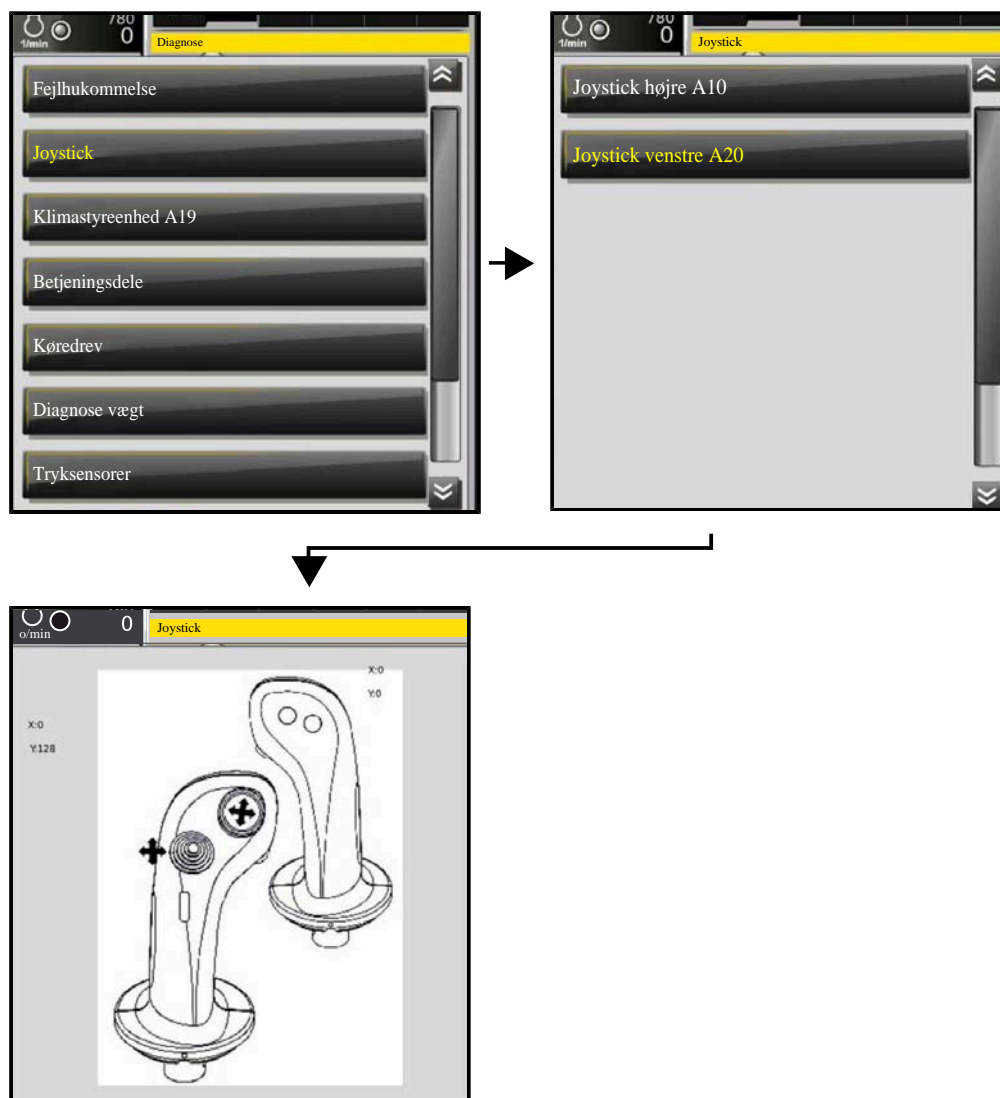 780
1/min 0
Diagnose
Fejlhukommelse
Joystick
Klimastyreenhed A19
Betjeningsdele
Køredrev
Diagnose vægt
Tryksensorer
780
1/min 0
Joystick
Joystick højre A10
Joystick venstre A20
o/min 0
Joystick
X:0
Y:0
X:0
Y:128